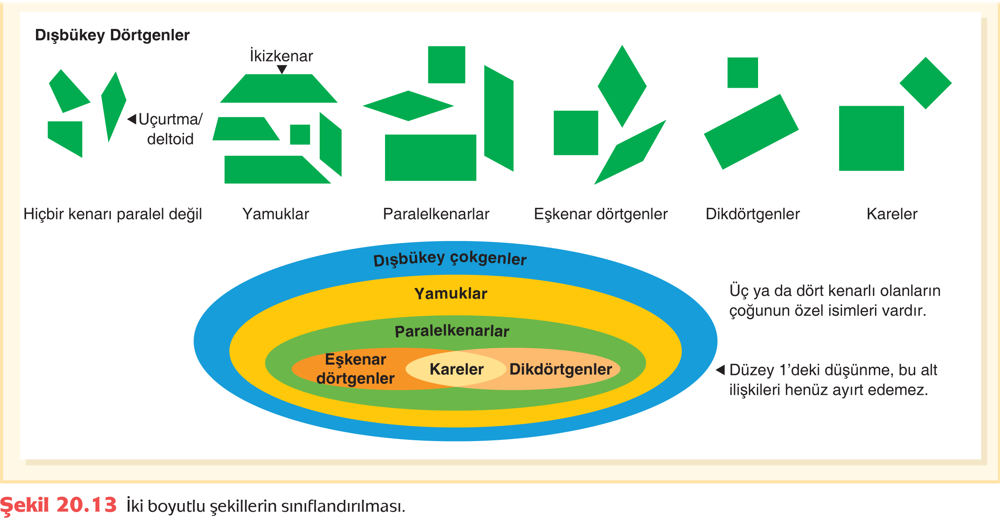 Dışbükey Dörtgenler
İkizkenar
Uçurtma/
deltoid
Hiçbir kenarı paralel değil
Yamuklar
Paralelkenarlar
Eşkenar dörtgenler
Dikdörtgenler
Kareler
Dışbükey çokgenler
Yamuklar
Paralelkenarlar
Eşkenar
dörtgenler
Kareler
Dikdörtgenler
Üç ya da dört kenarlı olanların
çoğunun özel isimleri vardır.
Düzey 1’deki düşünme, bu alt
ilişkileri henüz ayırt edemez.
Şekil 20.13 İki boyutlu şekillerin sınıflandırılması.